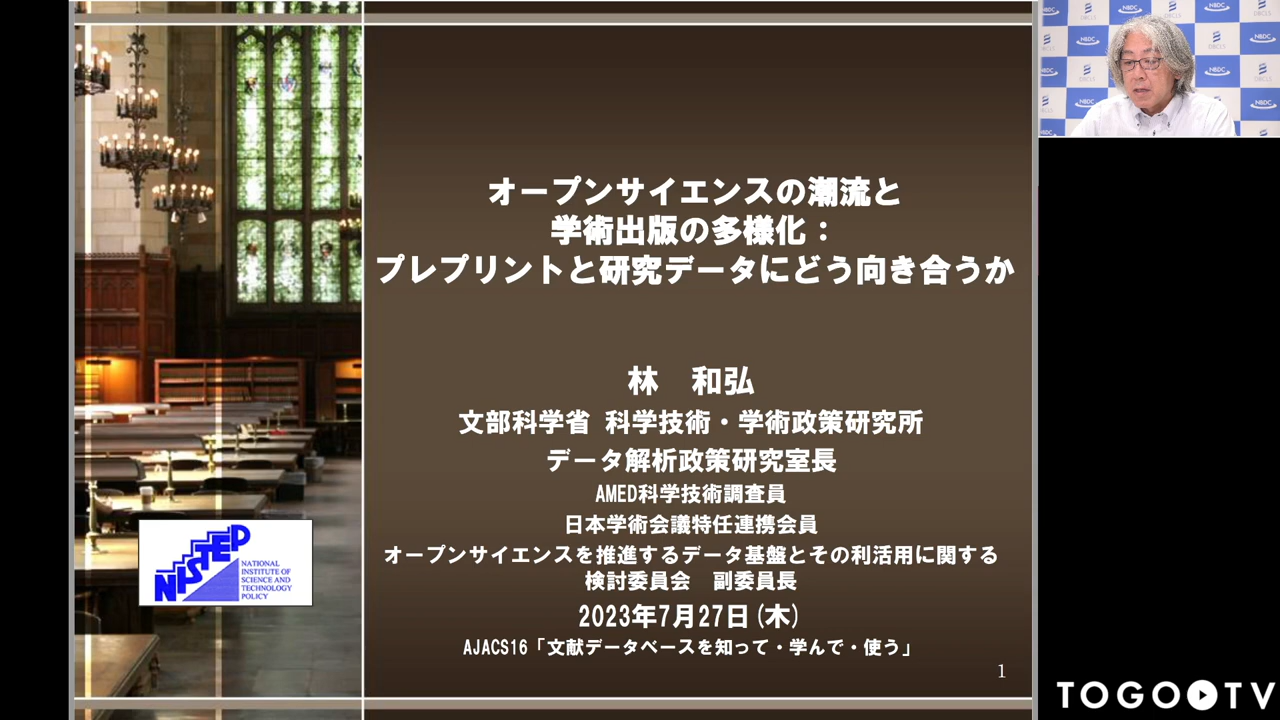 オープンサイエンスの潮流と
学術出版の多様化：
プレプリントと研究データにどう向き合うか
林　和弘
文部科学省 科学技術・学術政策研究所
データ解析政策研究室長
AMED科学技術調査員
日本学術会議特任連携会員
オープンサイエンスを推進するデータ基盤とその利活用に関する
検討委員会　副委員長
2023年7月27日(木)
AJACS16「文献データベースを知って・学んで・使う」
1
NISTEP
NATIONAL
INSTITUTE OF
SCIENCE AND
TECHNOLOGY
POLICY
NBDC
DBCLS
TOGOTV